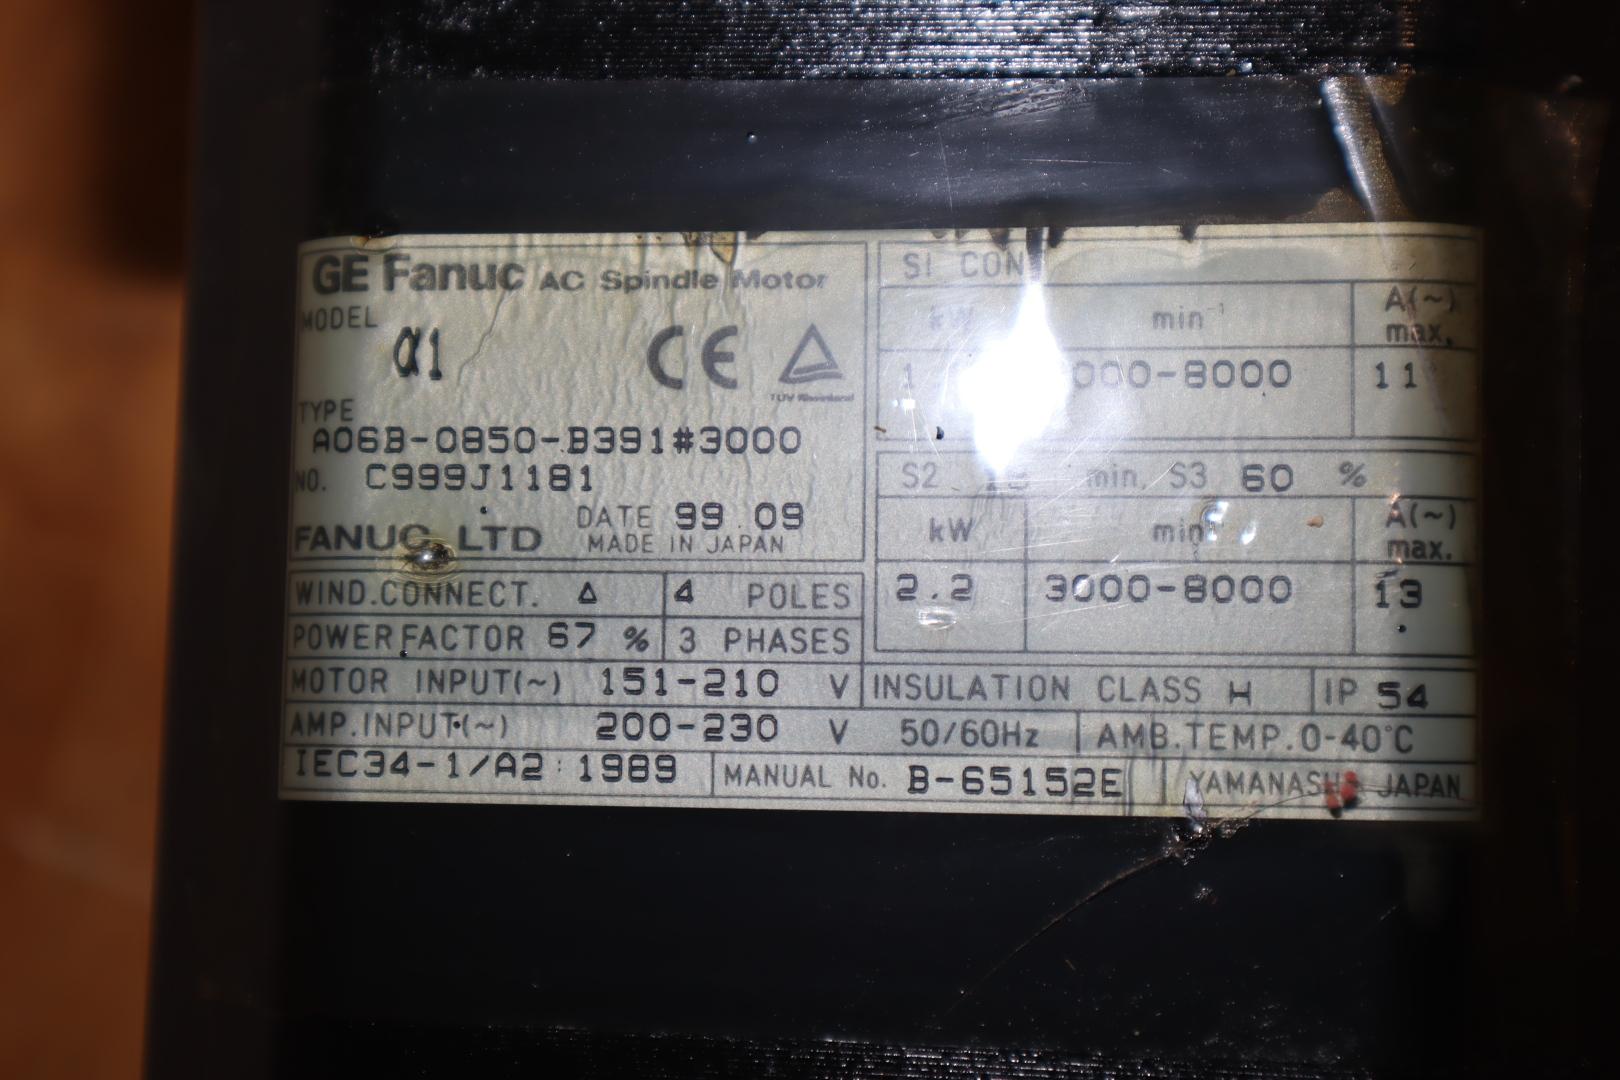 GE Fanuc AC Spindle Motor
MODEL
α1
CE
TÜV Rheinland
TYPE
A06B-0850-B391#3000
NO. C999J1181
DATE 99.09
FANUC LTD MADE IN JAPAN
WIND.CONNECT. Δ 4 POLES
POWER FACTOR 67 % 3 PHASES
MOTOR INPUT(~) 151-210 V
AMP.INPUT(~) 200-230 V 50/60Hz AMB.TEMP.0-40°C
IEC34-1/A2:1989 MANUAL No. B-65152E YAMANASHI JAPAN
S1 CON
kW min⁻¹ A(~) max.
1 000-8000 11
S2 min, S3 60 %
kW min⁻¹ A(~) max.
2.2 3000-8000 13
INSULATION CLASS H IP 54